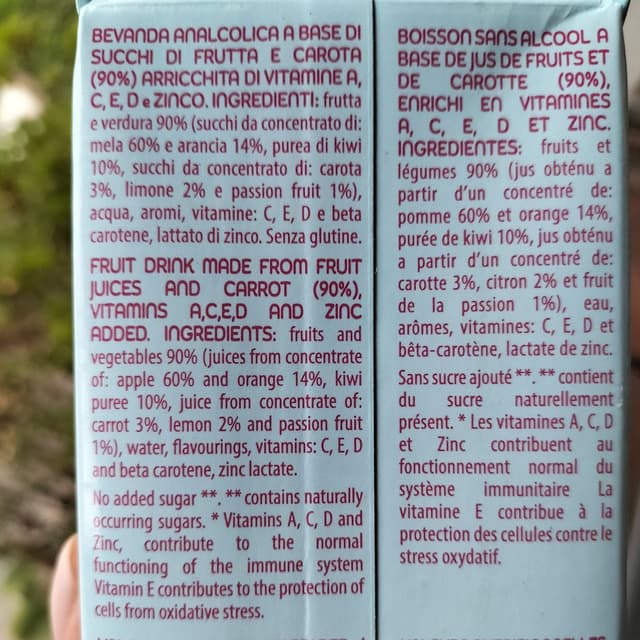 BEVANDA ANALCOLICA A BASE DI
SUCCHI DI FRUTTA E CAROTA
(90%) ARRICCHITA DI VITAMINE A,
C, E, D e ZINCO. INGREDIENTI: frutta
e verdura 90% (succhi da concentrato di:
mela 60% e arancia 14%, purea di kiwi
10%, succhi da concentrato di: carota
3%, limone 2% e passion fruit 1%),
acqua, aromi, vitamine: C, E, D e beta
carotene, lattato di zinco. Senza glutine.
FRUIT DRINK MADE FROM FRUIT
JUICES AND CARROT (90%),
VITAMINS A,C,E,D AND ZINC
ADDED. INGREDIENTS: fruits and
vegetables 90% (juices from concentrate
of: apple 60% and orange 14%, kiwi
puree 10%, juice from concentrate of:
carrot 3%, lemon 2% and passion fruit
1%), water, flavourings, vitamins: C, E, D
and beta carotene, zinc lactate.
No added sugar **. ** contains naturally
occurring sugars. * Vitamins A, C, D and
Zinc, contribute to the normal
functioning of the immune system
Vitamin E contributes to the protection of
cells from oxidative stress.
BOISSON SANS ALCOOL A
BASE DE JUS DE FRUITS ET
DE CAROTTE (90%),
ENRICHI EN VITAMINES
A, C, E, D ET ZINC.
INGRÉDIENTES: fruits et
légumes 90% (jus obténu a
partir d'un concentré de:
pomme 60% et orange 14%,
purée de kiwi 10%, jus obténu
a partir d'un concentré de:
carotte 3%, citron 2% et fruit
de la passion 1%), eau,
arômes, vitamines: C, E, D et
bêta-carotène, lactate de zinc.
Sans sucre ajouté **. ** contient
du sucre naturellement
présent. * Les vitamines A, C, D
et Zinc contribuent au
fonctionnement normal du
système immunitaire La
vitamine E contribue à la
protection des cellules contre le
stress oxydatif.